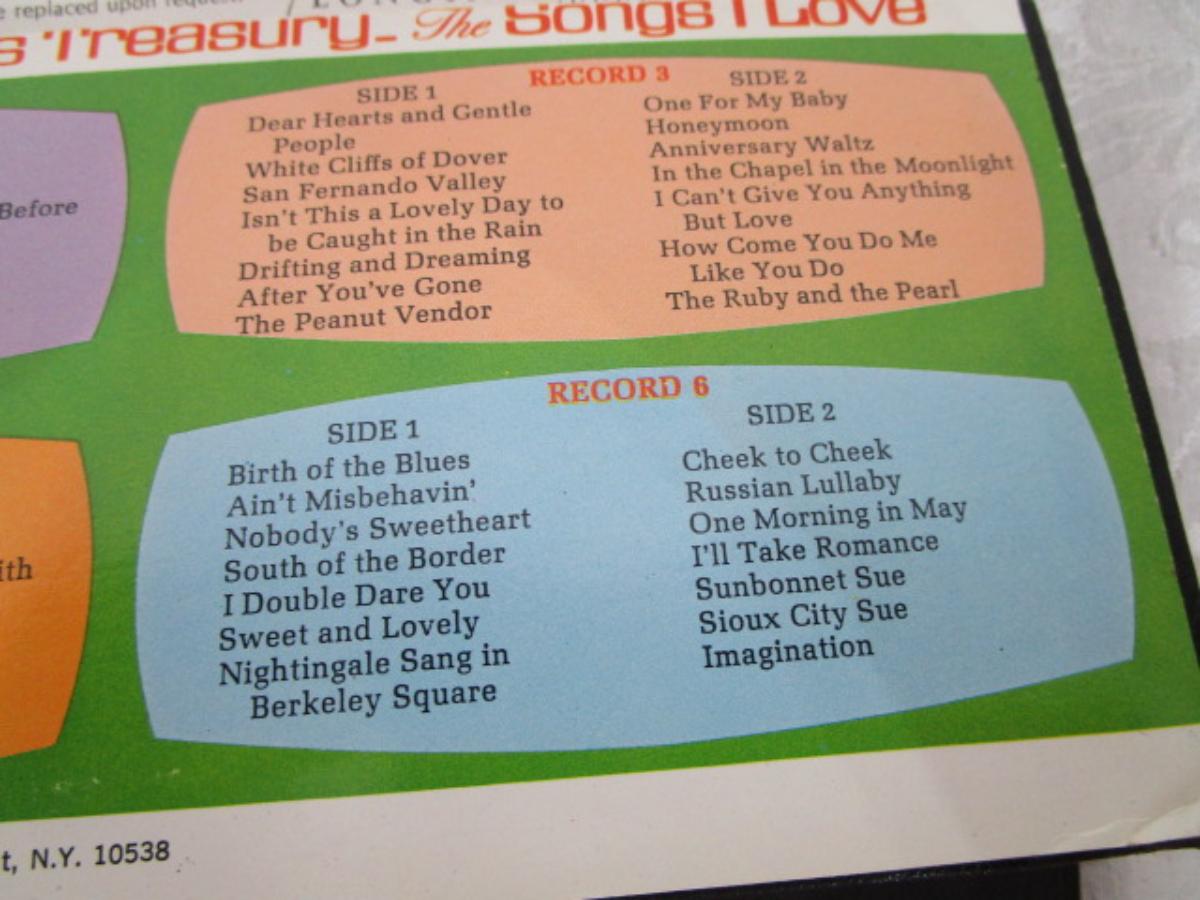 e replaced upon request.
s Treasury- The Songs I Love
RECORD 3
SIDE 1
Dear Hearts and Gentle
People
White Cliffs of Dover
San Fernando Valley
Isn't This a Lovely Day to
be Caught in the Rain
Drifting and Dreaming
After You've Gone
The Peanut Vendor
SIDE 2
One For My Baby
Honeymoon
Anniversary Waltz
In the Chapel in the Moonlight
I Can't Give You Anything
But Love
How Come You Do Me
Like You Do
The Ruby and the Pearl
Before
RECORD 6
SIDE 1
Birth of the Blues
Ain't Misbehavin'
Nobody's Sweetheart
South of the Border
I Double Dare You
Sweet and Lovely
Nightingale Sang in
Berkeley Square
SIDE 2
Cheek to Cheek
Russian Lullaby
One Morning in May
I'll Take Romance
Sunbonnet Sue
Sioux City Sue
Imagination
ith
t, N.Y. 10538